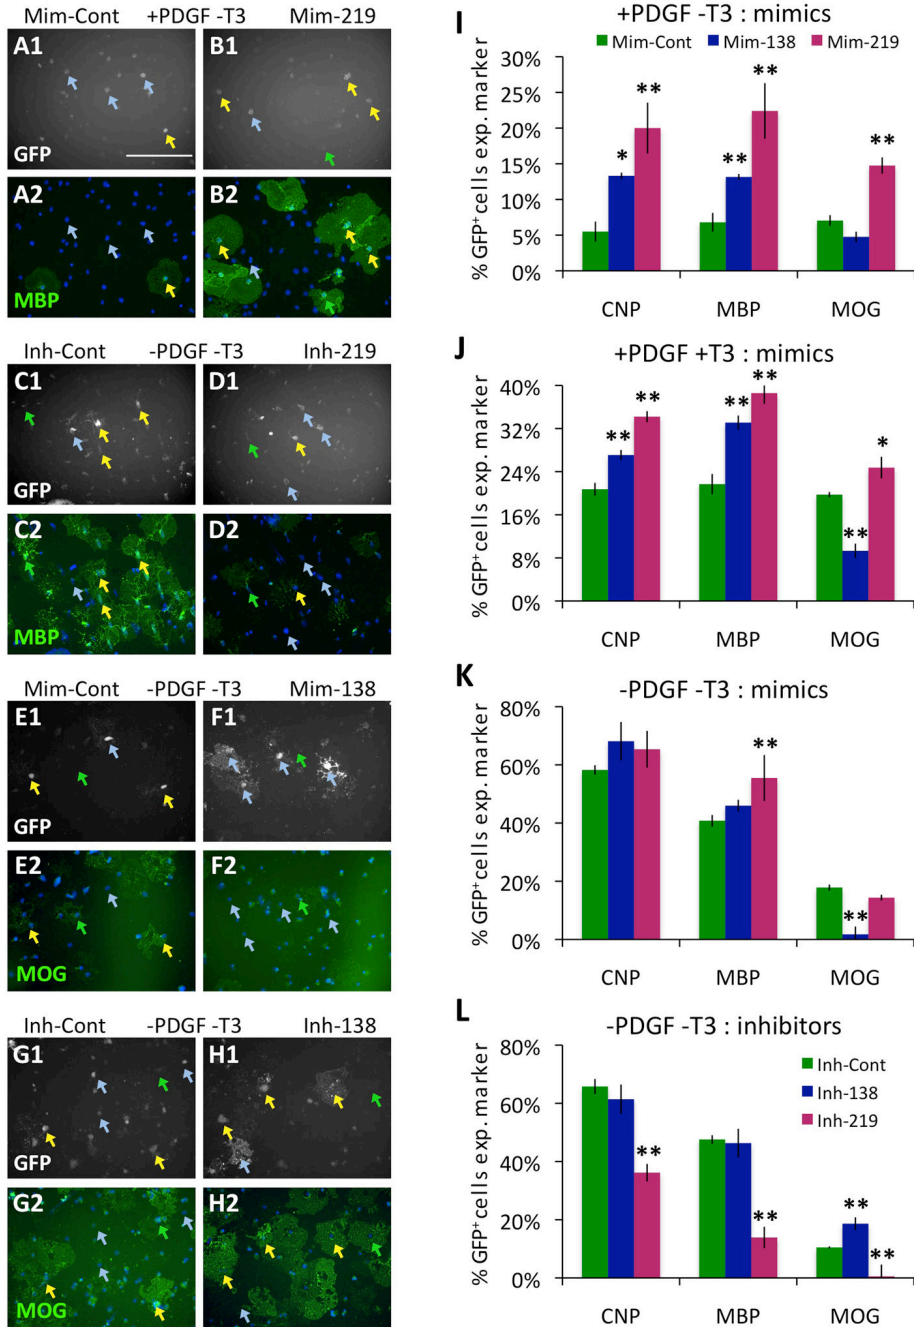 Mim-Cont +PDGF -T3 Mim-219
A1
B1
GFP
A2
B2
MBP
Inh-Cont -PDGF -T3 Inh-219
C1
D1
GFP
C2
D2
MBP
Mim-Cont -PDGF -T3 Mim-138
E1
F1
GFP
E2
F2
MOG
Inh-Cont -PDGF -T3 Inh-138
G1
H1
GFP
G2
H2
MOG
I
+PDGF -T3 : mimics
Mim-Cont Mim-138 Mim-219
% GFP+ cells exp. marker
30%
25%
20%
15%
10%
5%
0%
* ** ** ** **
CNP MBP MOG
J
+PDGF +T3 : mimics
% GFP+ cells exp. marker
40%
32%
24%
16%
8%
0%
** ** ** ** ** *
CNP MBP MOG
K
-PDGF -T3 : mimics
% GFP+ cells exp. marker
80%
60%
40%
20%
0%
** **
CNP MBP MOG
L
-PDGF -T3 : inhibitors
Inh-Cont
Inh-138
Inh-219
% GFP+ cells exp. marker
80%
60%
40%
20%
0%
** ** ** **
CNP MBP MOG